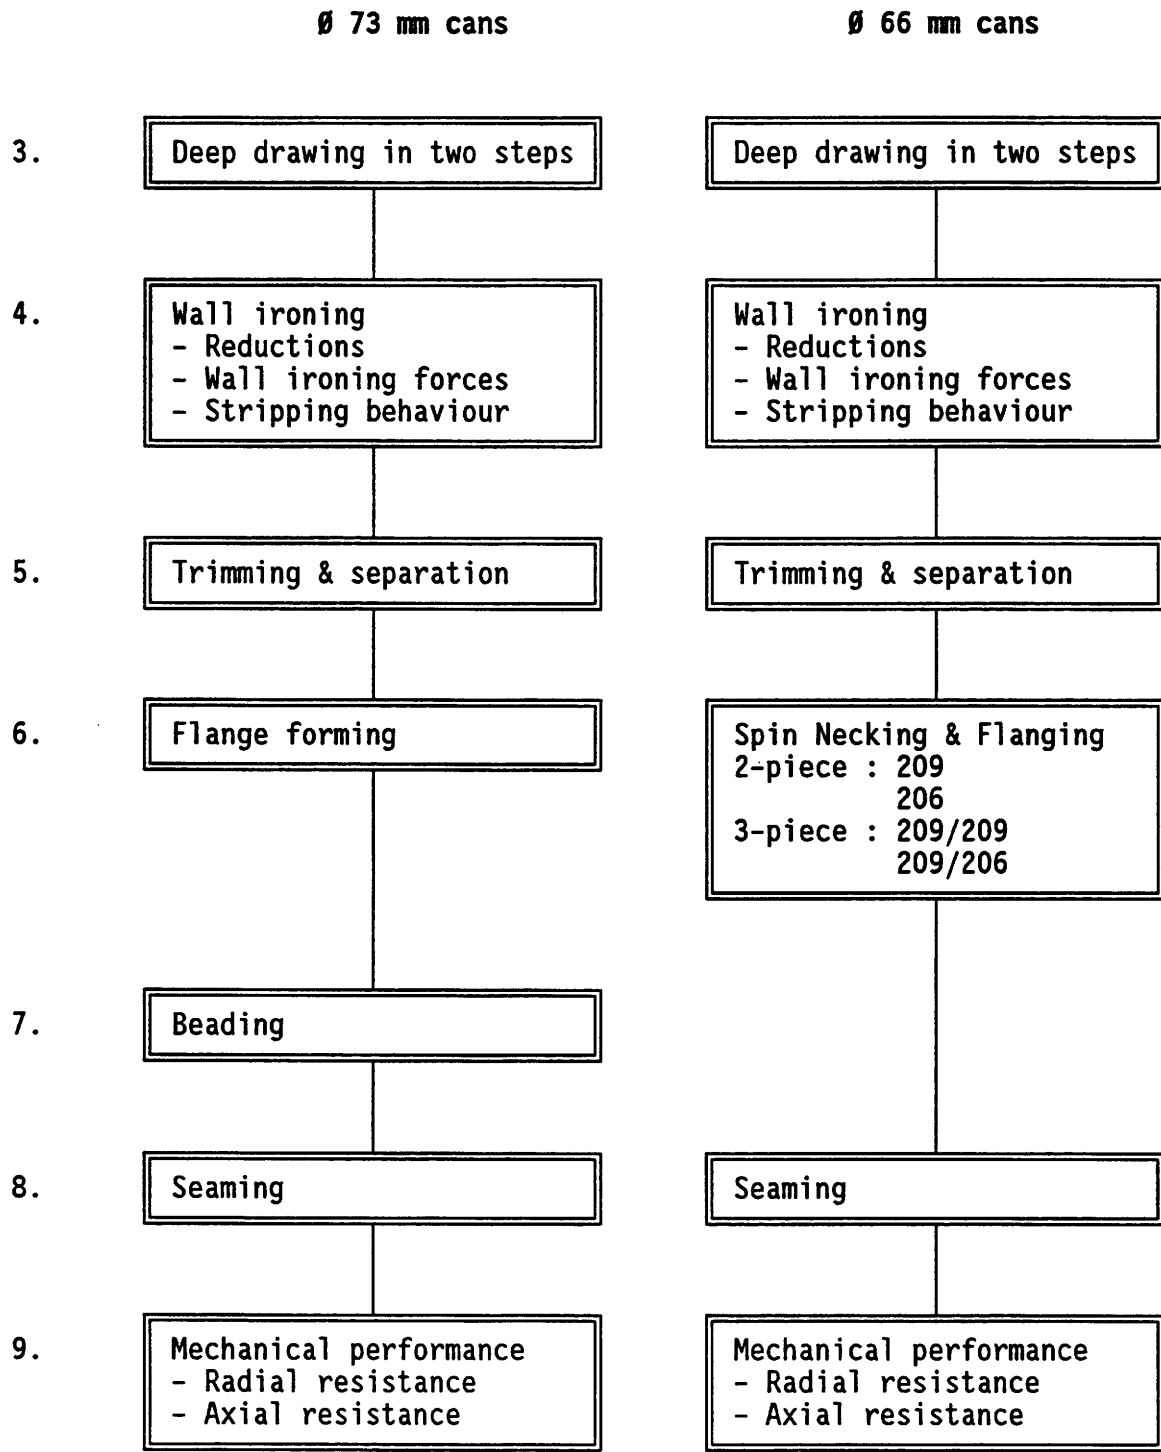 Ø 73 mm cans Ø 66 mm cans
3. Deep drawing in two steps Deep drawing in two steps
4. Wall ironing Wall ironing
- Reductions - Reductions
- Wall ironing forces - Wall ironing forces
- Stripping behaviour - Stripping behaviour
5. Trimming & separation Trimming & separation
6. Flange forming Spin Necking & Flanging
2-piece : 209
206
3-piece : 209/209
209/206
7. Beading
8. Seaming Seaming
9. Mechanical performance Mechanical performance
- Radial resistance - Radial resistance
- Axial resistance - Axial resistance